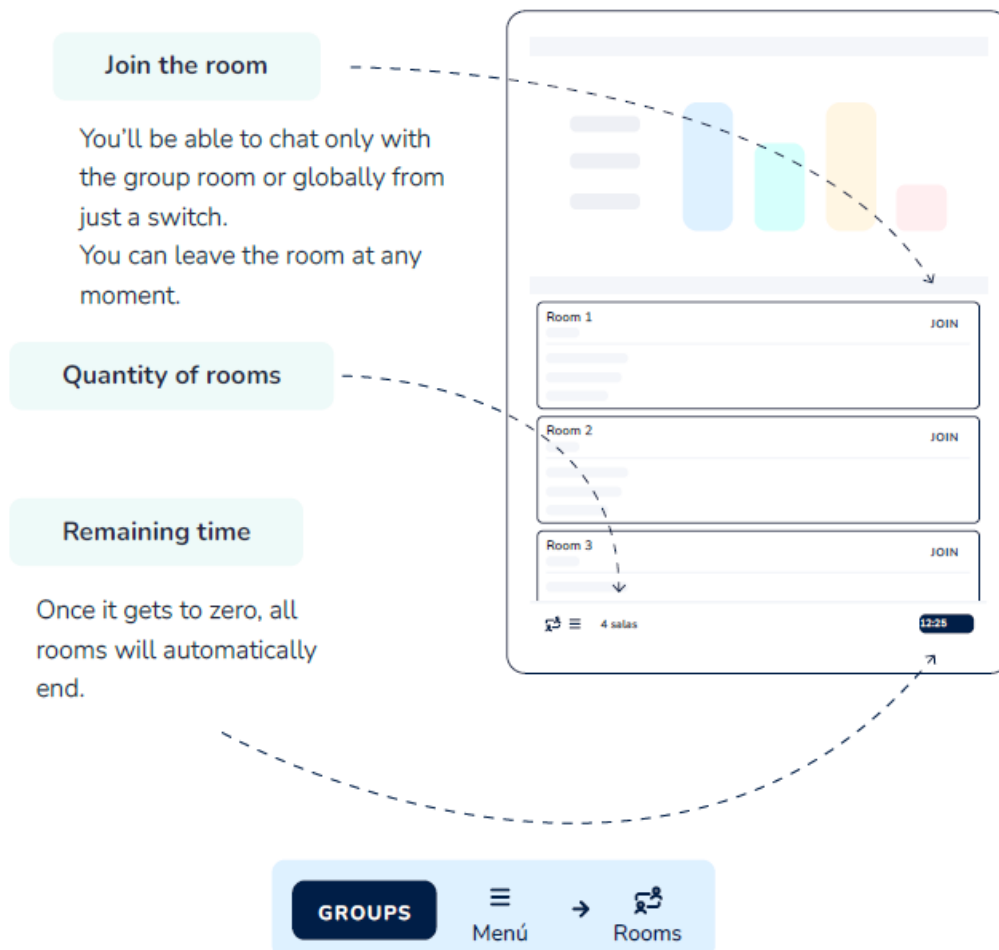 Join the room
You’ll be able to chat only with
the group room or globally from
just a switch.
You can leave the room at any
moment.
Quantity of rooms
Remaining time
Once it gets to zero, all
rooms will automatically
end.
Room 1
JOIN
Room 2
JOIN
Room 3
JOIN
4 salas
12:25
GROUPS
Menú
Rooms